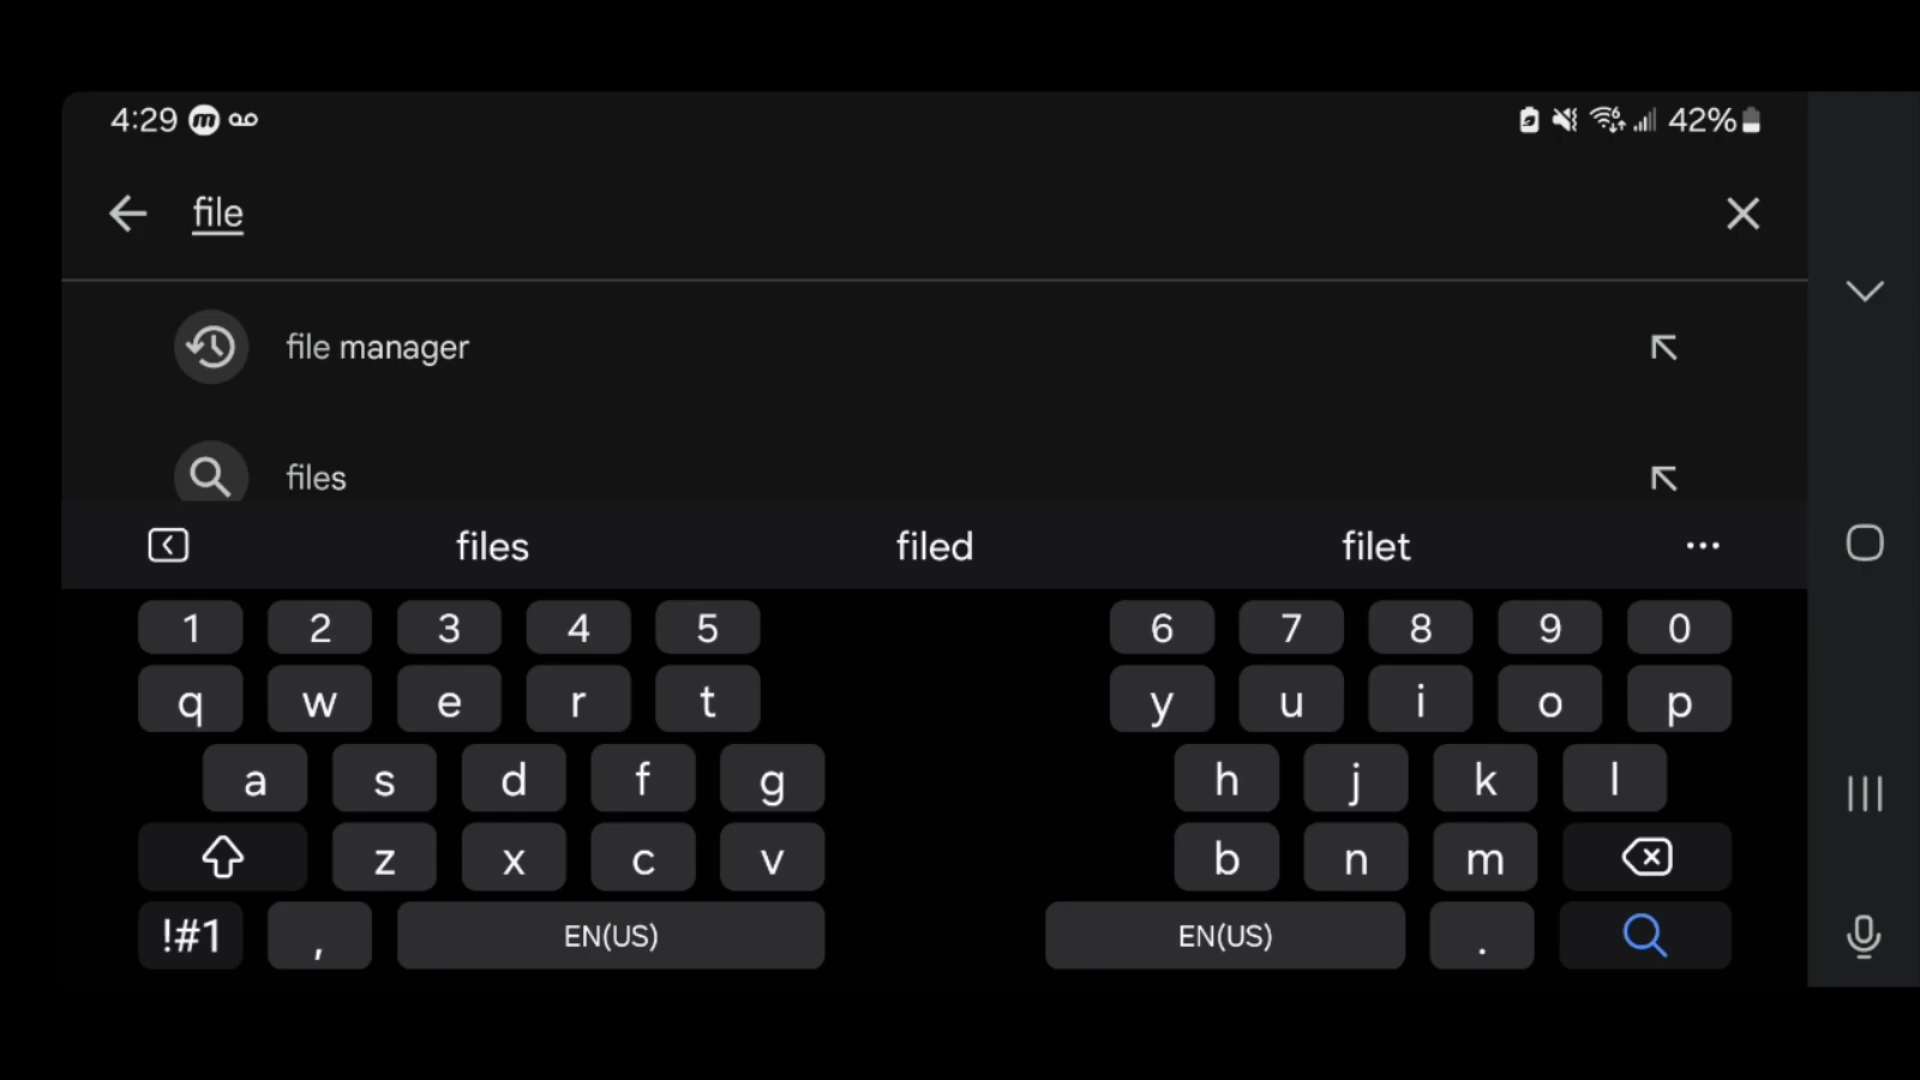 4:29 m 6 42%
file
file manager
files
files filed filet ...
1 2 3 4 5 6 7 8 9 0
q w e r t y u i o p
a s d f g h j k l
z x c v b n m
!#1 , EN(US) EN(US) .